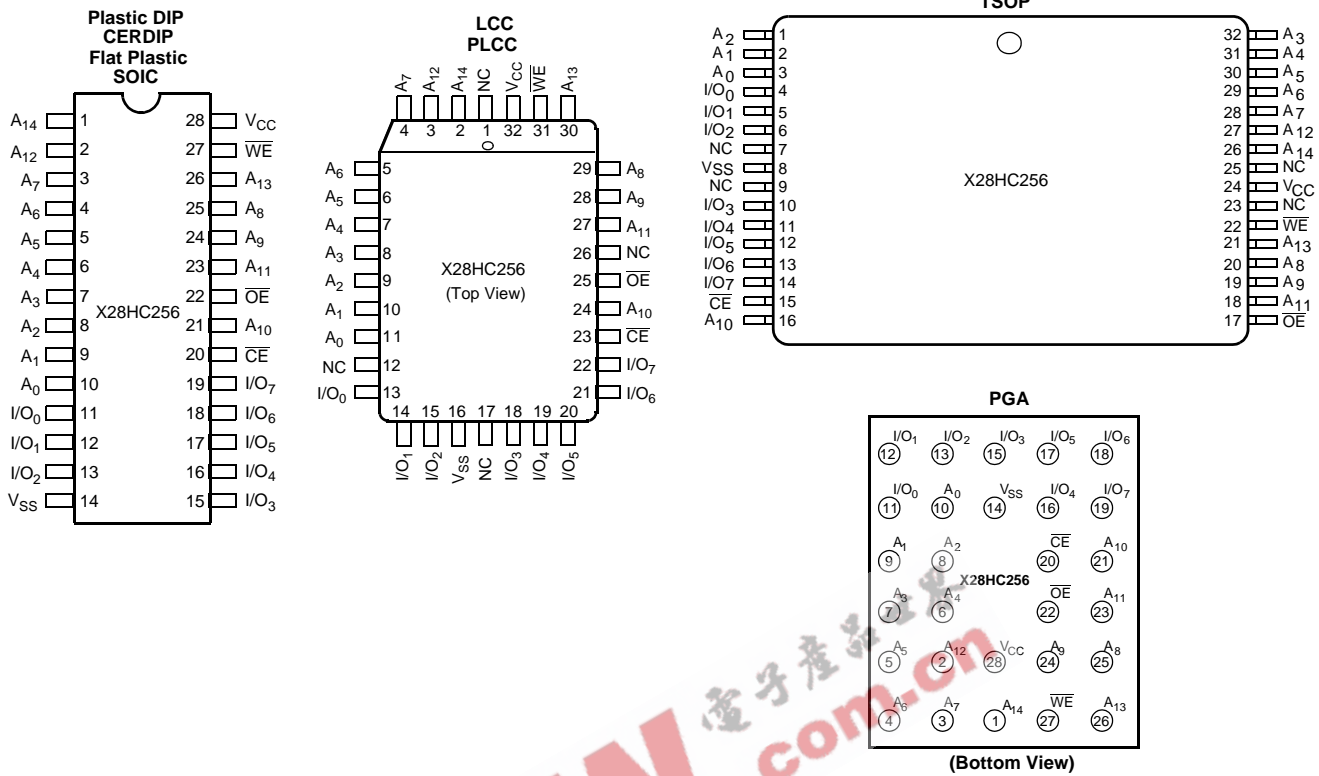 Plastic DIP
CERDIP
Flat Plastic
SOIC
A14 1 28 VCC
A12 2 27 WE
A7 3 26 A13
A6 4 25 A8
A5 5 24 A9
A4 6 23 A11
A3 7 22 OE
X28HC256
A2 8 21 A10
A1 9 20 CE
A0 10 19 I/O7
I/O0 11 18 I/O6
I/O1 12 17 I/O5
I/O2 13 16 I/O4
VSS 14 15 I/O3
LCC
PLCC
A7 A12 A14 NC VCC WE A13
4 3 2 1 32 31 30
A6 5 29 A8
A5 6 28 A9
A4 7 27 A11
A3 8 26 NC
X28HC256
A2 9 25 OE
(Top View)
A1 10 24 A10
A0 11 23 CE
NC 12 22 I/O7
I/O0 13 21 I/O6
14 15 16 17 18 19 20
I/O1 I/O2 VSS NC I/O3 I/O4 I/O5
TSOP
A2 1 32 A3
A1 2 31 A4
A0 3 30 A5
I/O0 4 29 A6
I/O1 5 28 A7
I/O2 6 27 A12
NC 7 26 A14
VSS 8 25 NC
X28HC256
NC 9 24 VCC
I/O3 10 23 NC
I/O4 11 22 WE
I/O5 12 21 A13
I/O6 13 20 A8
I/O7 14 19 A9
CE 15 18 A11
A10 16 17 OE
PGA
I/O1 I/O2 I/O3 I/O5 I/O6
12 13 15 17 18
I/O0 A0 VSS I/O4 I/O7
11 10 14 16 19
A1 A2 CE A10
9 8 20 21
X28HC256
A3 A4 OE A11
7 6 22 23
A5 A12 VCC A9 A8
5 2 28 24 25
A6 A7 A14 WE A13
4 3 1 27 26
(Bottom View)
電子產品世界
com.cn